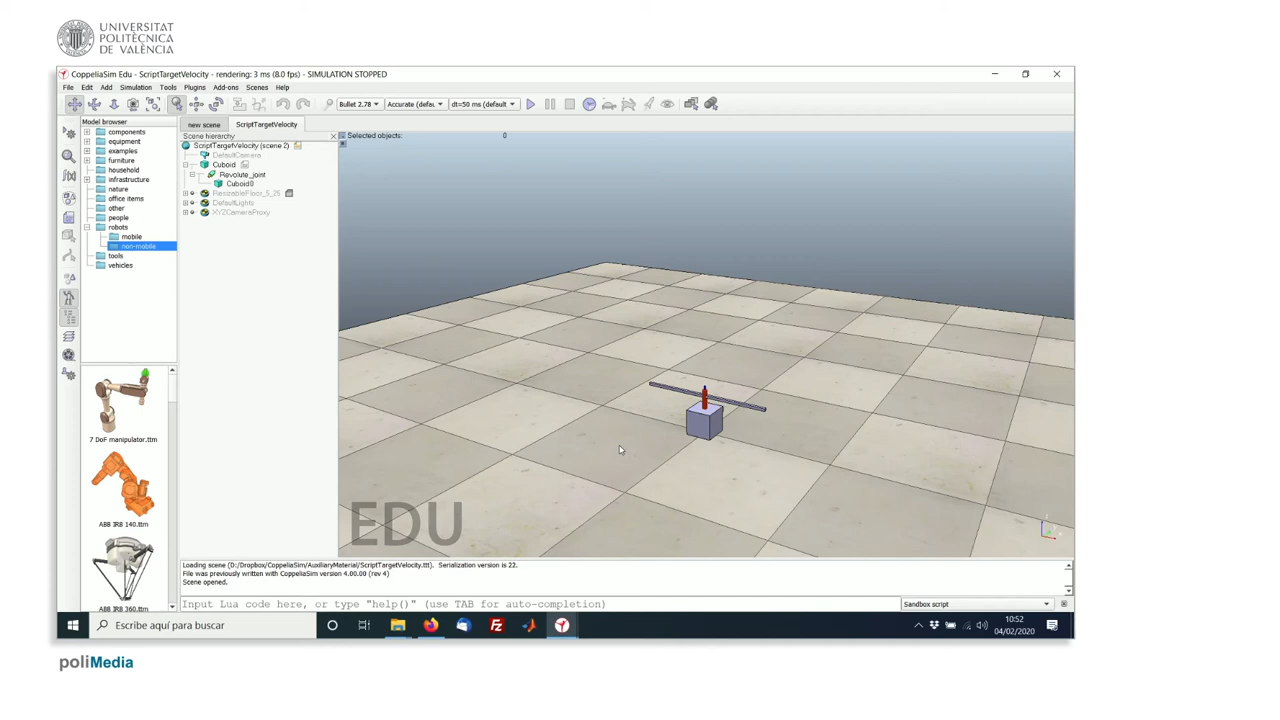 UNIVERSITAT
POLITÈCNICA
DE VALÈNCIA
CoppeliaSim Edu - ScriptTargetVelocity - rendering: 3 ms (8.0 fps) - SIMULATION STOPPED
File Edit Add Simulation Tools Plugins Add-ons Scenes Help
Bullet 2.78 Accurate (defau dt=50 ms (default
Model browser
components
equipment
examples
furniture
household
infrastructure
nature
office items
other
people
robots
mobile
non-mobile
tools
vehicles
7 DoF manipulator.ttm
ABB IRB 140.ttm
ABB IRB 360.ttm
new scene ScriptTargetVelocity
Scene hierarchy
ScriptTargetVelocity (scene 2)
DefaultCamera
Cuboid
Revolute_joint
Cuboid0
ResizableFloor_5_25
DefaultLights
XYZCameraProxy
Selected objects: 0
EDU
Loading scene (D:/Dropbox/CoppeliaSim/AuxiliaryMaterial/ScriptTargetVelocity.ttt). Serialization version is 22.
File was previously written with CoppeliaSim version 4.00.00 (rev 4)
Scene opened.
Input Lua code here, or type "help()" (use TAB for auto-completion)
Sandbox script
Escribe aquí para buscar
10:52
04/02/2020
poliMedia